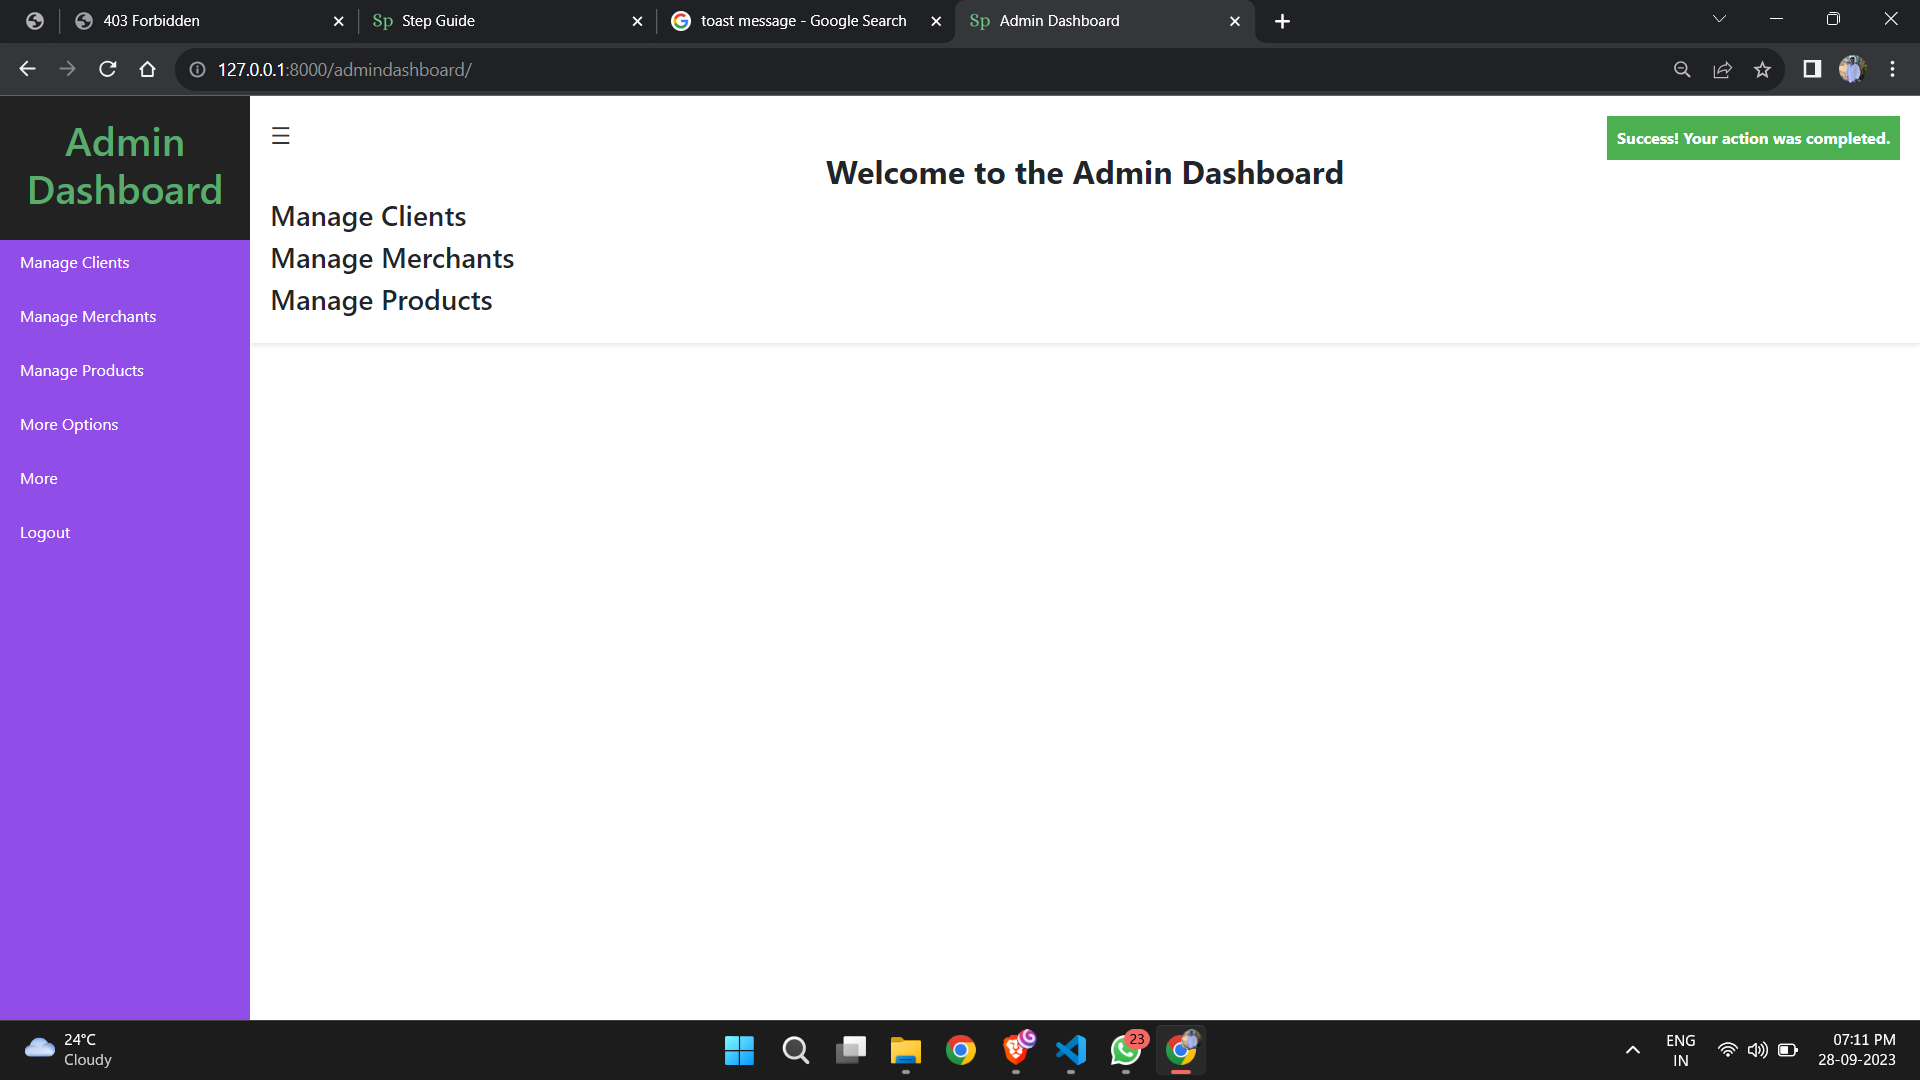 403 Forbidden
Sp Step Guide
toast message - Google Search
Sp Admin Dashboard
127.0.0.1:8000/admindashboard/
Admin
Dashboard
Manage Clients
Manage Merchants
Manage Products
More Options
More
Logout
Success! Your action was completed.
Welcome to the Admin Dashboard
Manage Clients
Manage Merchants
Manage Products
24°C
Cloudy
23
ENG
IN
07:11 PM
28-09-2023